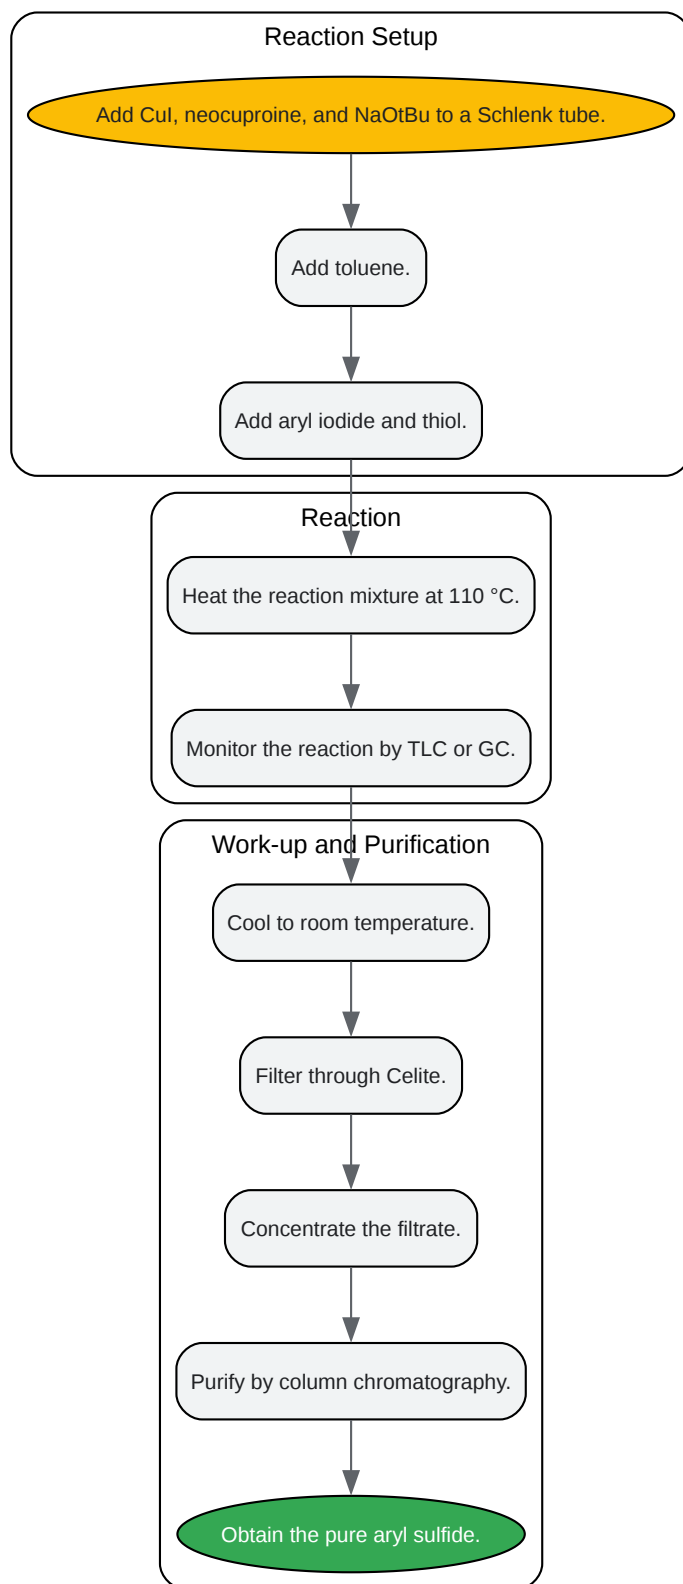 Reaction Setup
Add CuI, neocuproine, and NaOtBu to a Schlenk tube.
Add toluene.
Add aryl iodide and thiol.
Reaction
Heat the reaction mixture at 110 °C.
Monitor the reaction by TLC or GC.
Work-up and Purification
Cool to room temperature.
Filter through Celite.
Concentrate the filtrate.
Purify by column chromatography.
Obtain the pure aryl sulfide.